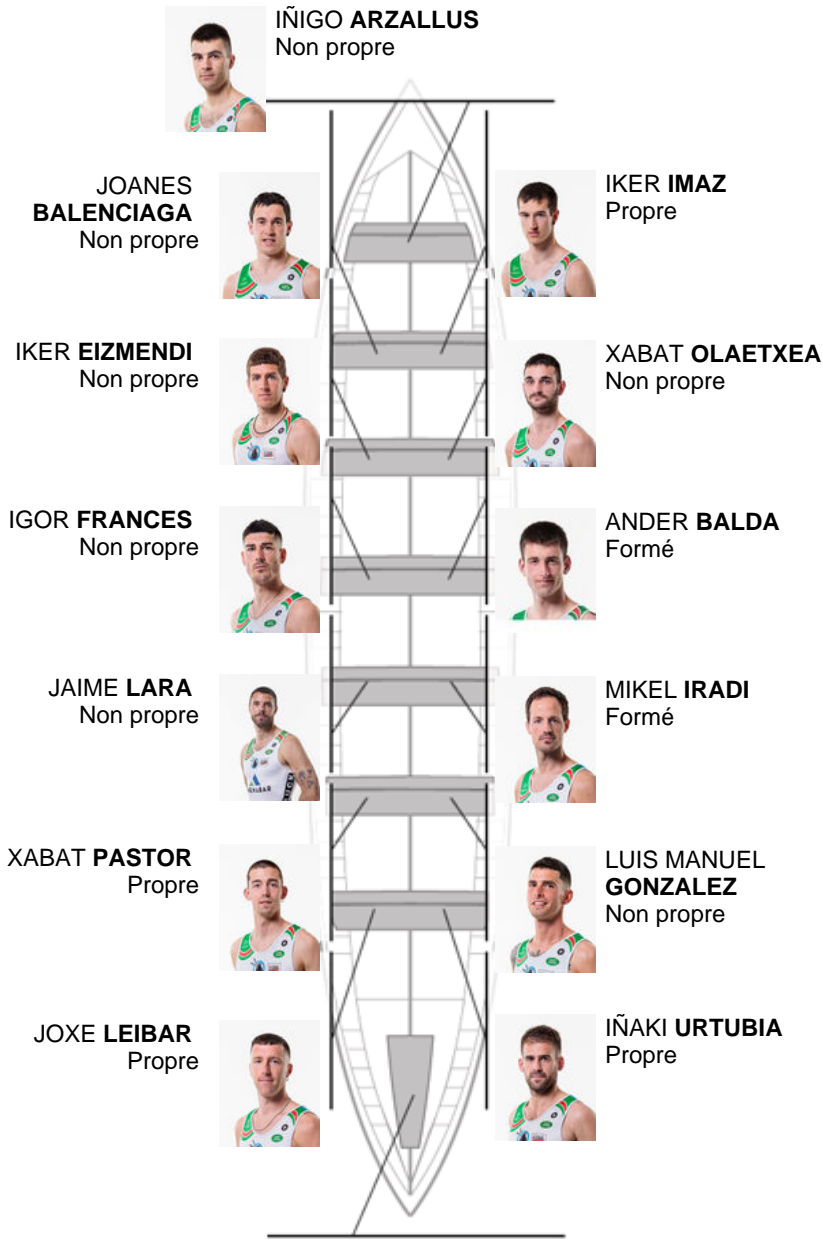 IÑIGO ARZALLUS
Non propre
JOANES
BALENCIAGA
Non propre
IKER IMAZ
Propre
IKER EIZMENDI
Non propre
XABAT OLAETXEA
Non propre
IGOR FRANCES
Non propre
ANDER BALDA
Formé
JAIME LARA
Non propre
MIKEL IRADI
Formé
XABAT PASTOR
Propre
LUIS MANUEL
GONZALEZ
Non propre
JOXE LEIBAR
Propre
IÑAKI URTUBIA
Propre